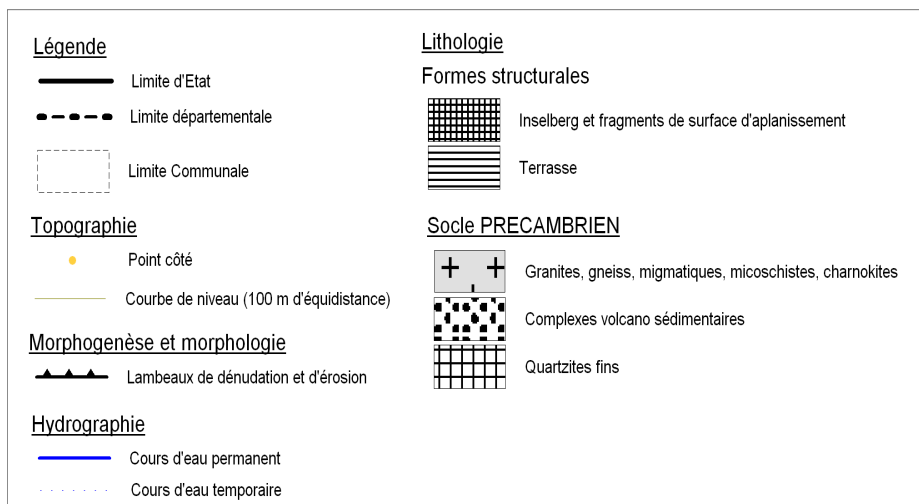 Légende
Limite d'Etat
Limite départementale
Limite Communale
Topographie
Point côté
Courbe de niveau (100 m d'équidistance)
Morphogenèse et morphologie
Lambeaux de dénudation et d'érosion
Hydrographie
Cours d'eau permanent
Cours d'eau temporaire
Lithologie
Formes structurales
Inselberg et fragments de surface d'aplanissement
Terrasse
Socle PRECAMBRIEN
Granites, gneiss, migmatiques, micoschistes, charnokites
Complexes volcano sédimentaires
Quartzites fins